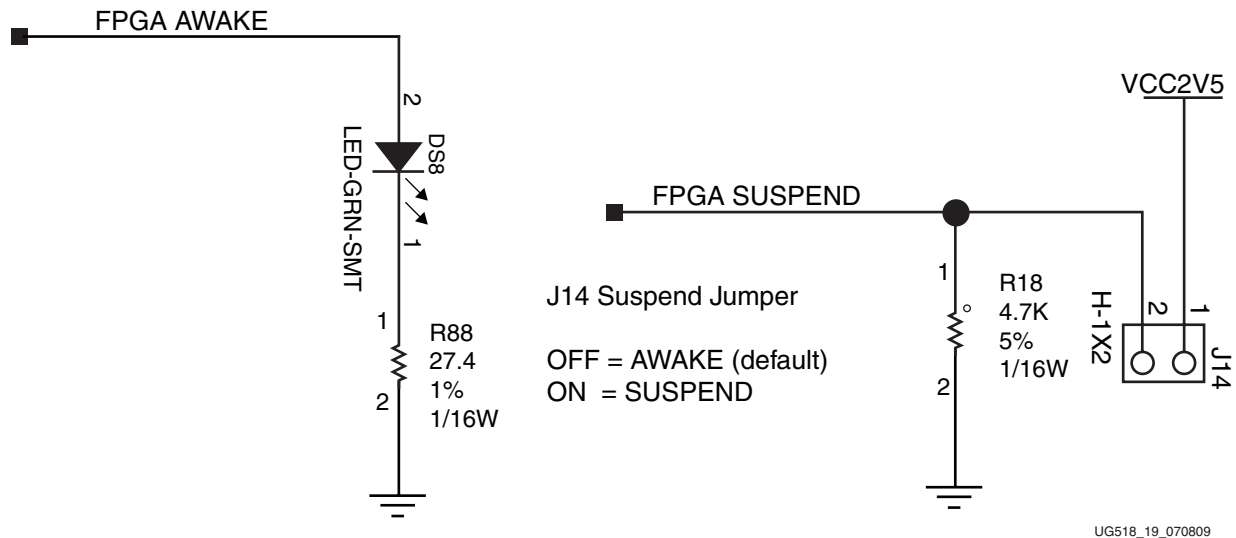 FPGA AWAKE
2
DS8
LED-GRN-SMT
1
1
R88
27.4
1%
1/16W
2
VCC2V5
FPGA SUSPEND
J14 Suspend Jumper
OFF = AWAKE (default)
ON = SUSPEND
1
R18
4.7K
5%
1/16W
2
H-1X2
2
1
J14
UG518_19_070809